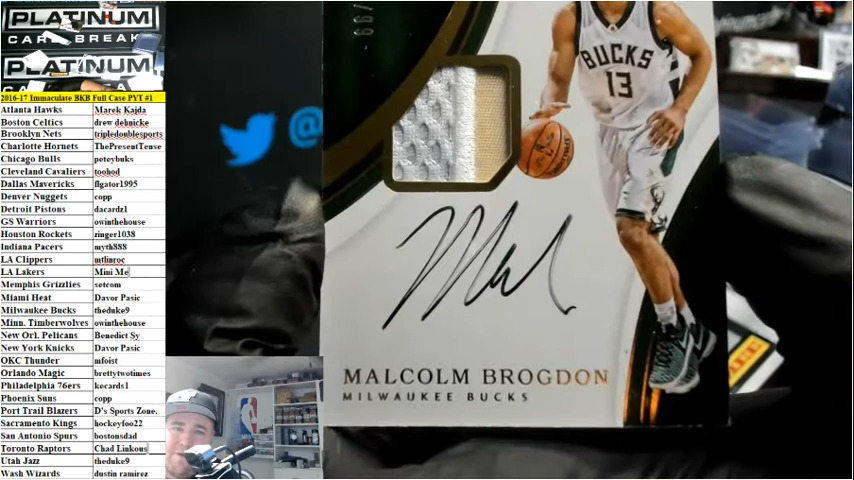 PLATINUM
CARD BREAK
PLATINUM
2016-17 Immaculate BKB Full Case PYT #1
Atlanta Hawks Marek Kajda
Boston Celtics drew dehnicke
Brooklyn Nets tripledoublesports
Charlotte Hornets ThePresentTense
Chicago Bulls peteybuks
Cleveland Cavaliers toohod
Dallas Mavericks flgator1995
Denver Nuggets copp
Detroit Pistons dacardz1
GS Warriors owinthehouse
Houston Rockets zinger1038
Indiana Pacers myth888
LA Clippers mtlinroc
LA Lakers Mini Me
Memphis Grizzlies setcom
Miami Heat Davor Pasic
Milwaukee Bucks theduke9
Minn. Timberwolves owinthehouse
New Orl. Pelicans Benedict Sy
New York Knicks Davor Pasic
OKC Thunder mfoist
Orlando Magic brettytwotimes
Philadelphia 76ers kecards1
Phoenix Suns copp
Port Trail Blazers D's Sports Zone.
Sacramento Kings hockeyfoo22
San Antonio Spurs bostonsdad
Toronto Raptors Chad Linkous
Utah Jazz theduke9
Wash Wizards dustin ramirez
@
/99
BUCKS
13
MALCOLM BROGDON
MILWAUKEE BUCKS